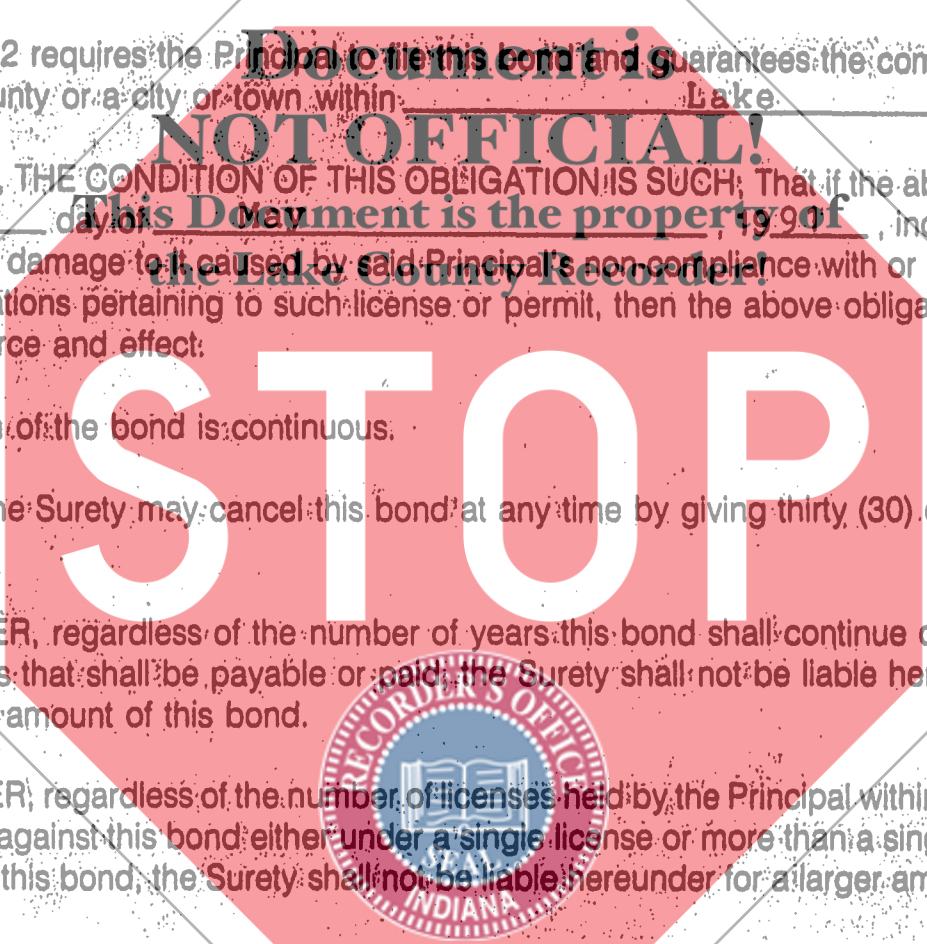 Document is
2 requires the Principal to file this bond and guarantees the com
unty or a city or town within Lake
NOT OFFICIAL!
, THE CONDITION OF THIS OBLIGATION IS SUCH, That if the ab
day of May , 1991 , inc
This Document is the property of
damage to caused by said Principal's non-compliance with or
the Lake County Recorder!
tions pertaining to such license or permit, then the above obliga
rce and effect.
STOP
of the bond is continuous.
he Surety may cancel this bond at any time by giving thirty (30)
ER, regardless of the number of years this bond shall continue
s that shall be payable or paid, the Surety shall not be liable he
amount of this bond.
RECORDER'S OFFICE
ER, regardless of the number of licenses held by the Principal within
against this bond either under a single license or more than a sing
SEAL
this bond, the Surety shall not be liable hereunder for a larger am
INDIANA